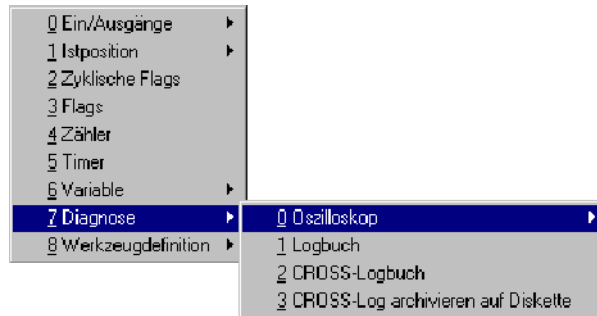 0 Ein/Ausgänge
1 Istposition
2 Zyklische Flags
3 Flags
4 Zähler
5 Timer
6 Variable
7 Diagnose
8 Werkzeugdefinition
0 Oszilloskop
1 Logbuch
2 CROSS-Logbuch
3 CROSS-Log archivieren auf Diskette